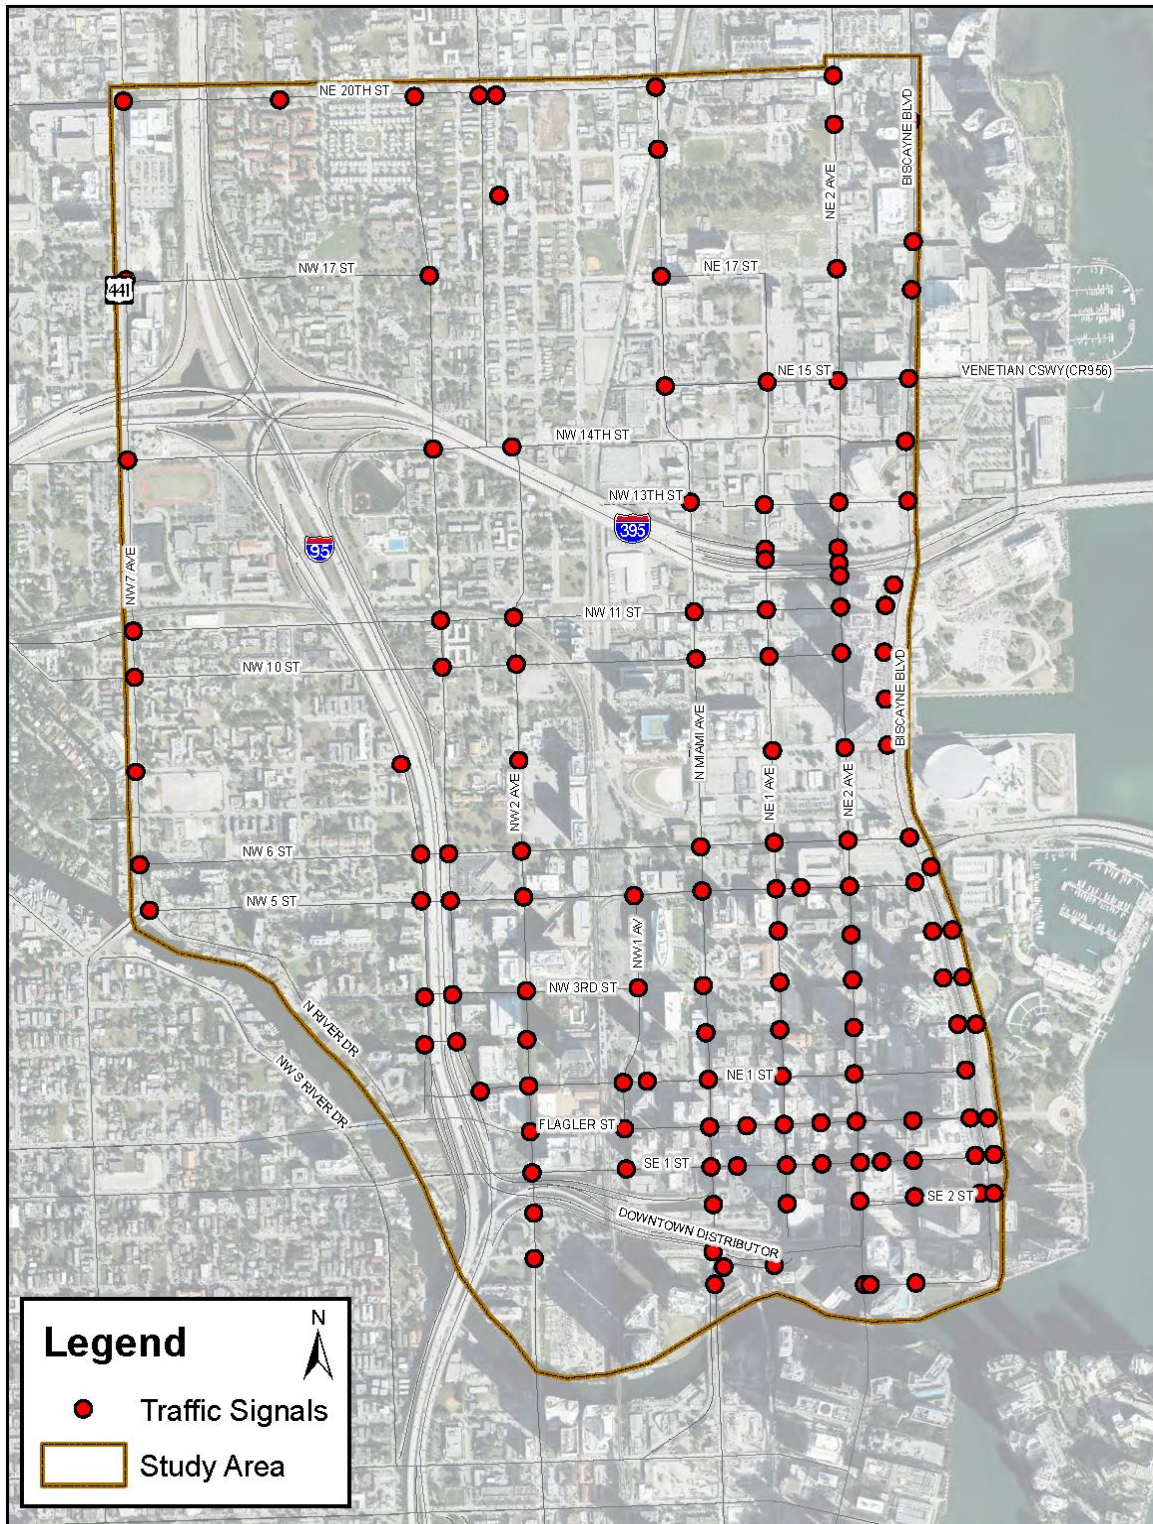 NE 20TH ST
BISCAYNE BLVD
NE 2 AVE
NW 17 ST
NE 17 ST
441
NE 15 ST
VENETIAN CSWY(CR956)
NW 14TH ST
NW 13TH ST
395
95
NW7 AVE
NW 11 ST
NW 10 ST
BISCAYNE BLVD
N MIAMI AVE
NE 1 AVE
NE2 AVE
NW2 AVE
NW 6 ST
NW 5 ST
NW1 AV
NW 3RD ST
N RIVER DR
NW S RIVER DR
NE 1 ST
FLAGLER ST
SE 1 ST
SE 2 ST
DOWNTOWN DISTRIBUTOR
Legend
N
Traffic Signals
Study Area